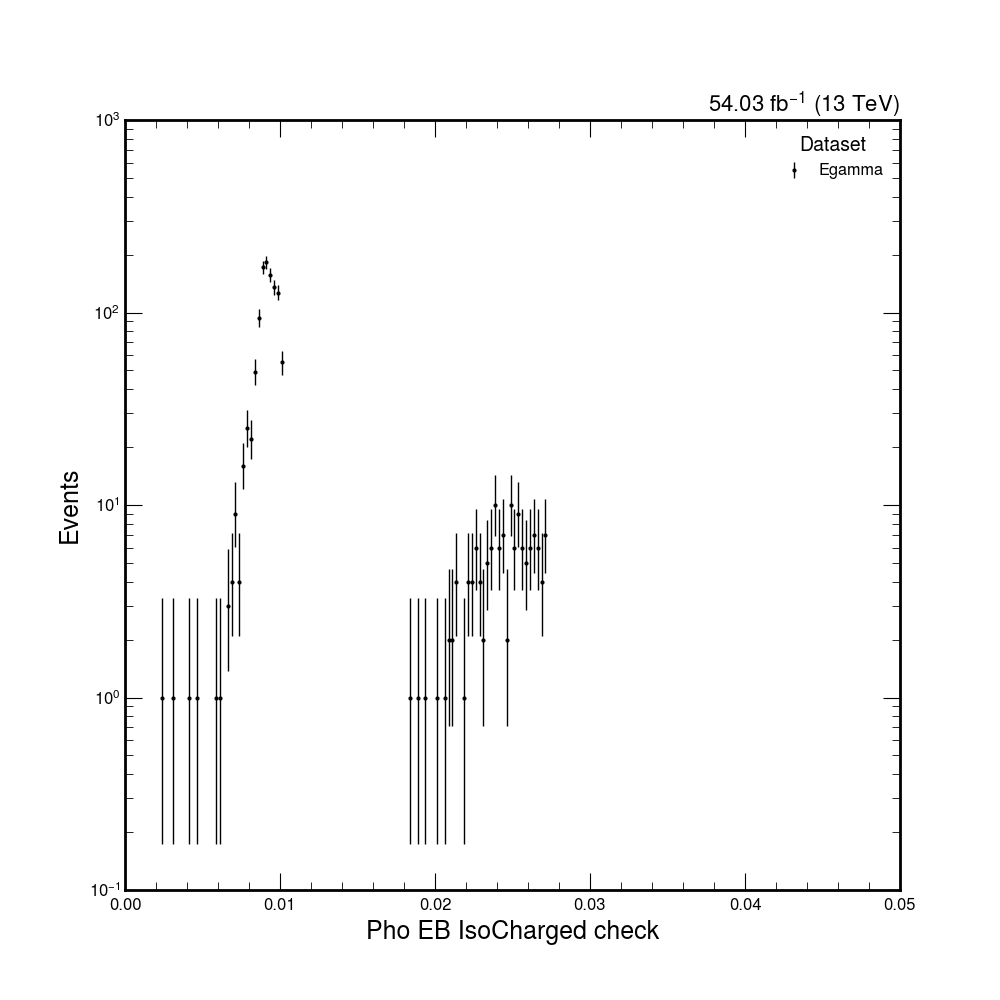 54.03 fb⁻¹ (13 TeV)
Dataset
Egamma
10³
10²
10¹
10⁰
10⁻¹
Events
0.00 0.01 0.02 0.03 0.04 0.05
Pho EB IsoCharged check